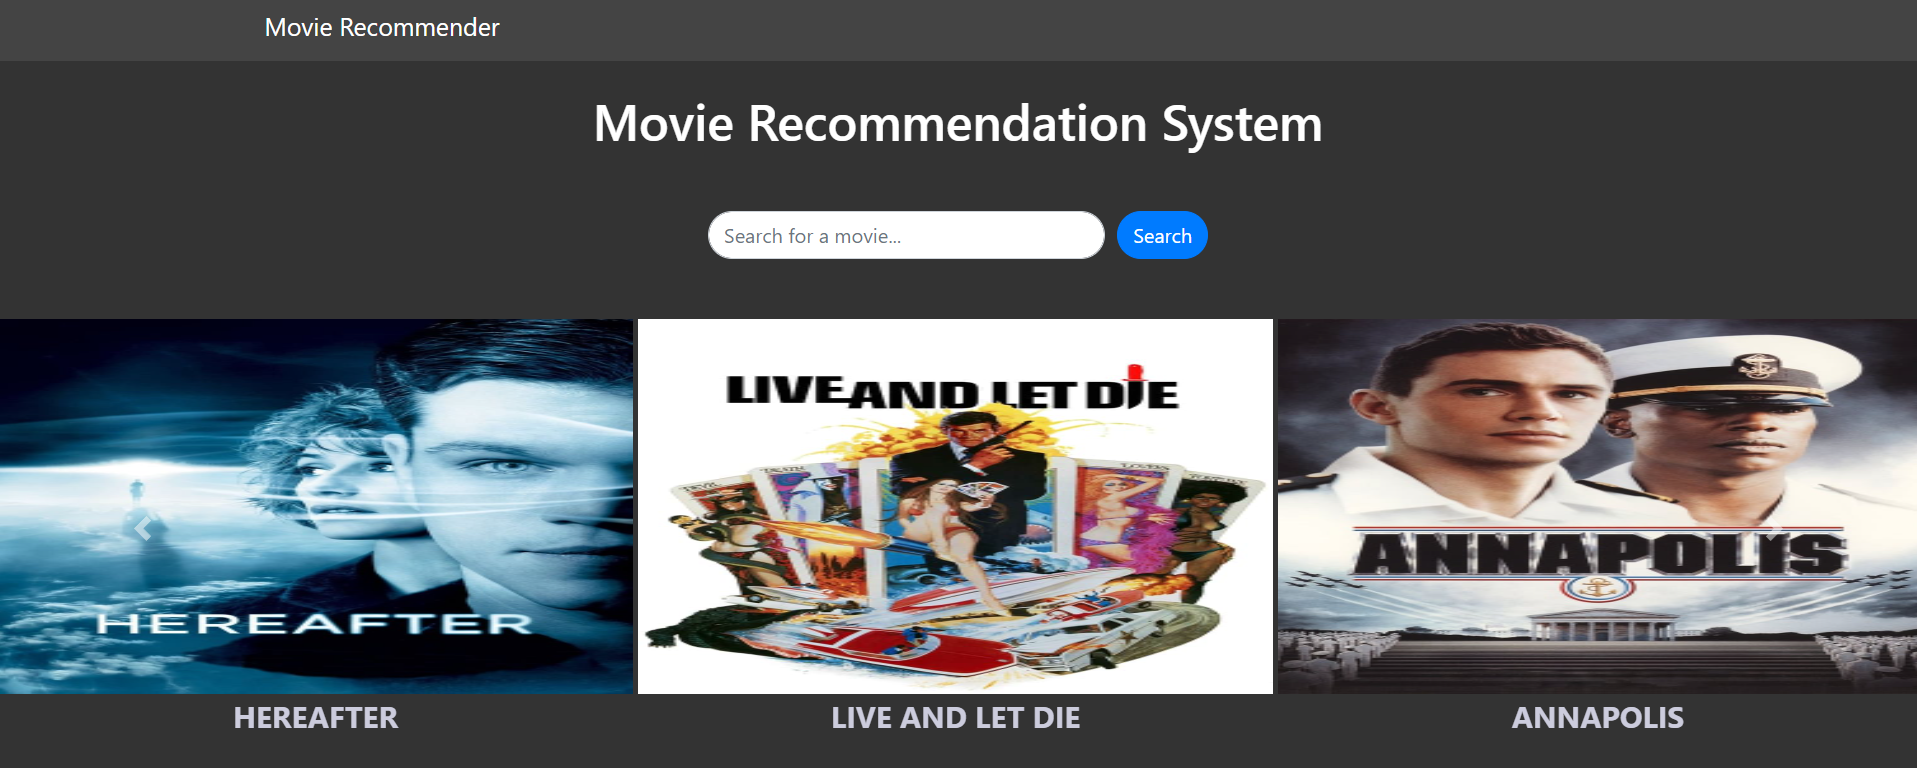 Movie Recommender
Movie Recommendation System
Search for a movie...
Search
HEREAFTER
LIVE AND LET DIE
ANNAPOLIS
HEREAFTER
LIVE AND LET DIE
ANNAPOLIS